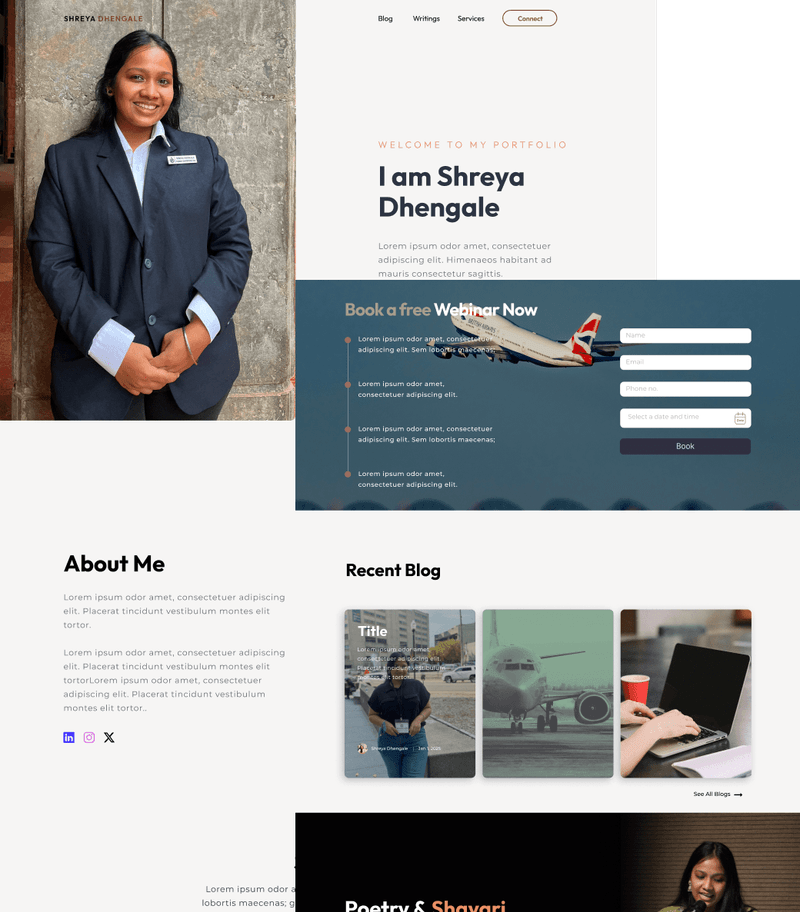 SHREYA DHENGALE
Blog Writings Services Connect
WELCOME TO MY PORTFOLIO
I am Shreya
Dhengale
Lorem ipsum odor amet, consectetuer
adipiscing elit. Himenaeos habitant ad
mauris consectetur sagittis.
Book a free Webinar Now
Lorem ipsum odor amet, consectetuer
adipiscing elit. Sem lobortis maecenas;
Lorem ipsum odor amet,
consectetuer adipiscing elit.
Lorem ipsum odor amet, consectetuer
adipiscing elit. Sem lobortis maecenas;
Lorem ipsum odor amet,
consectetuer adipiscing elit.
Name
Email
Phone no
Select a date and time
Book
About Me
Lorem ipsum odor amet, consectetuer adipiscing
elit. Placerat tincidunt vestibulum montes elit
tortor.
Lorem ipsum odor amet, consectetuer adipiscing
elit. Placerat tincidunt vestibulum montes elit
tortorLorem ipsum odor amet, consectetuer
adipiscing elit. Placerat tincidunt vestibulum
montes elit tortor..
Recent Blog
Title
Lorem ipsum odor amet,
consectetuer adipiscing elit.
Placerat tincidunt vestibulum
montes elit tortor.
Shreya Dhengale | Jan 1, 2025
See All Blogs
Lorem ipsum odor a
lobortis maecenas; g
Poetry & Shayari